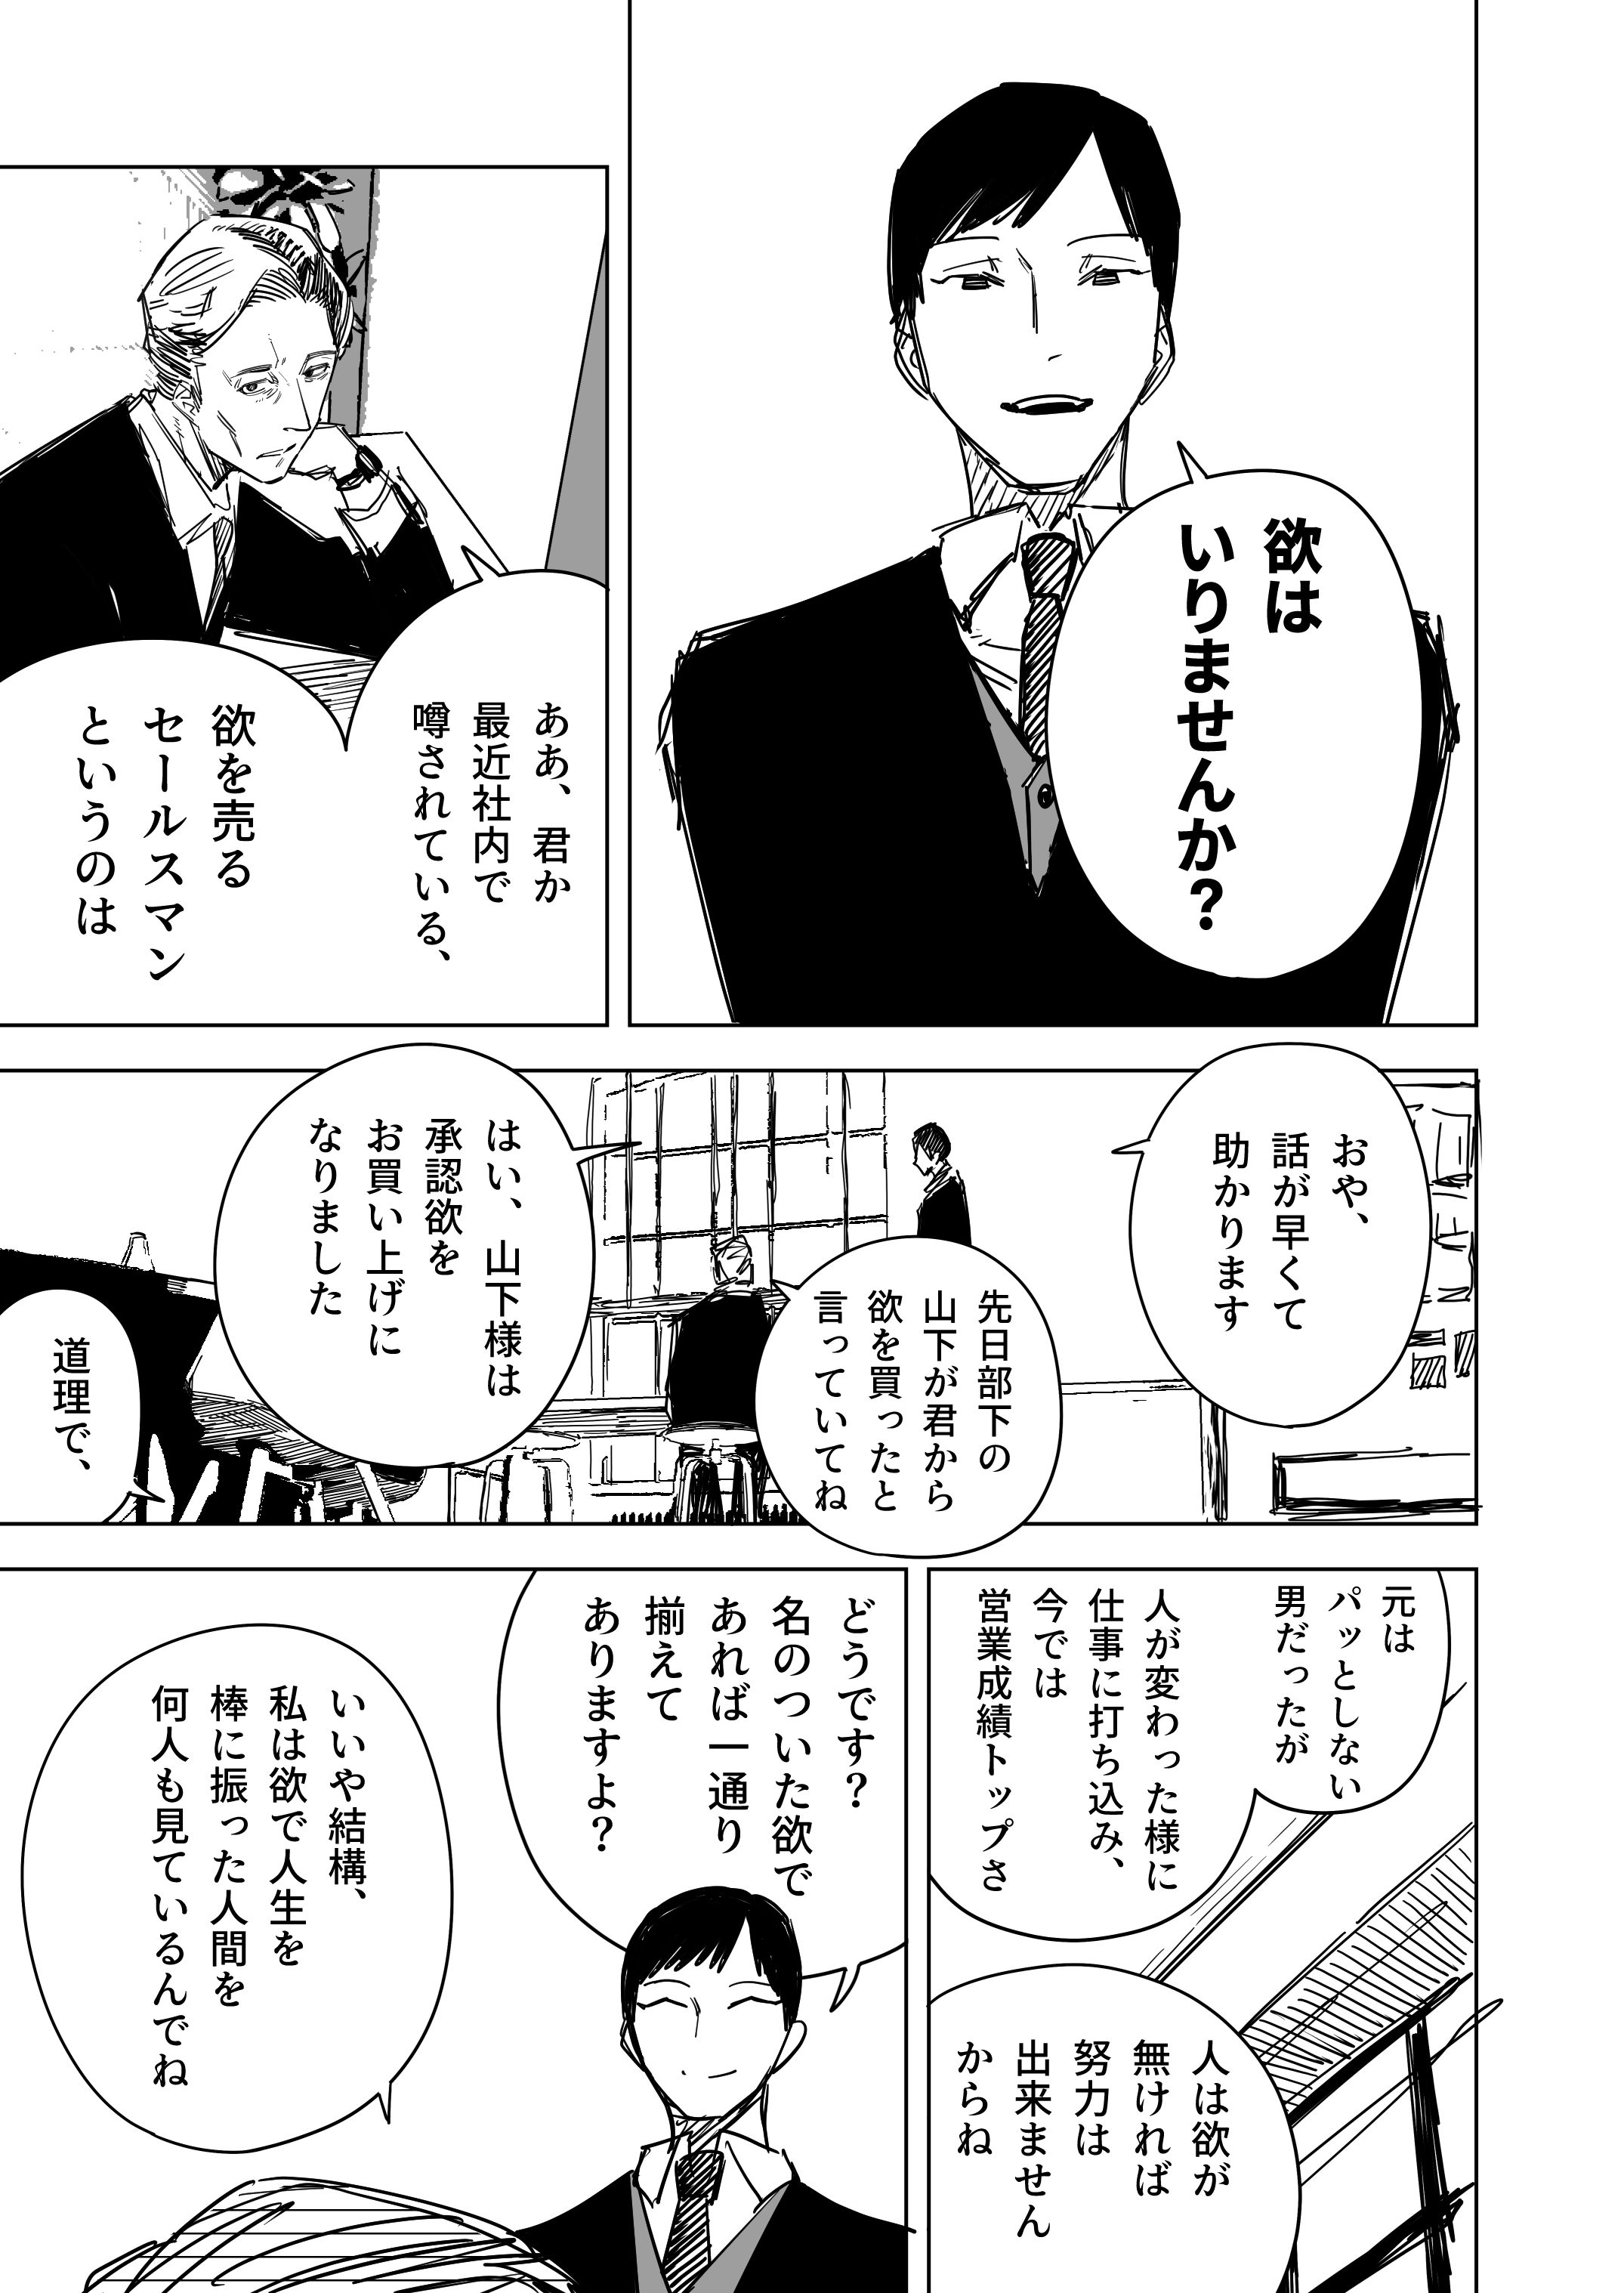 欲は
いりませんか?
ああ、君か
最近社内で
噂されている、
欲を売る
セールスマン
というのは
おや、
話が早くて
助かります
先日部下の
山下が君から
欲を買ったと
言っていてね
はい、山下様は
承認欲を
お買い上げに
なりました
道理で、
元は
パッとしない
男だったが
人が変わった様に
仕事に打ち込み、
今では
営業成績トップさ
人は欲が
無ければ
努力は
出来ません
からね
どうです?
名のついた欲で
あれば一通り
揃えて
ありますよ?
いいや結構、
私は欲で人生を
棒に振った人間を
何人も見ているんでね